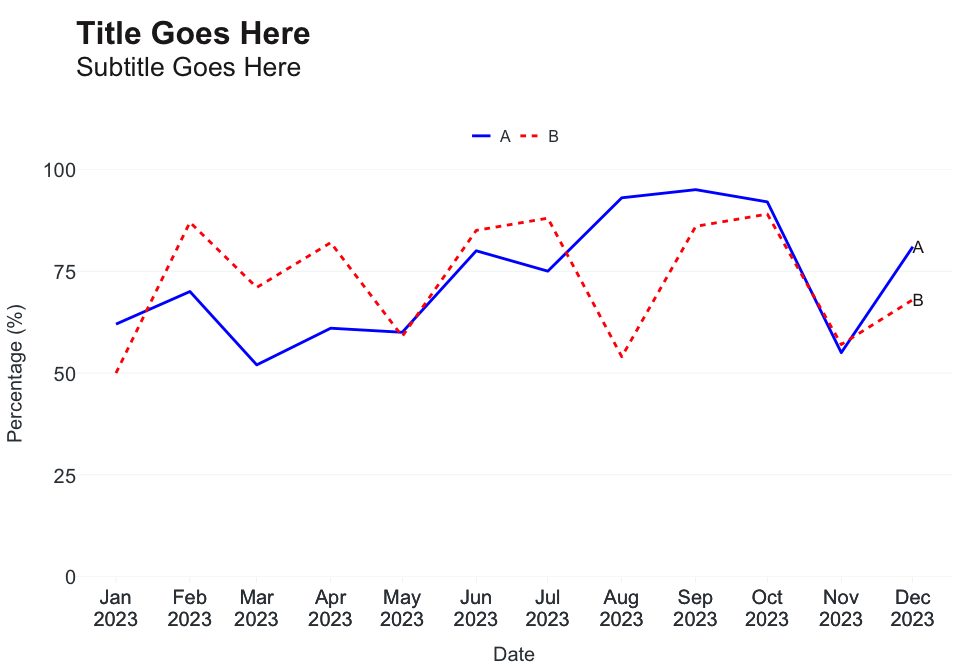 Title Goes Here
Subtitle Goes Here
A B
100
75
50
25
0
Percentage (%)
A
B
Jan Feb Mar Apr May Jun Jul Aug Sep Oct Nov Dec
2023 2023 2023 2023 2023 2023 2023 2023 2023 2023 2023 2023
Date